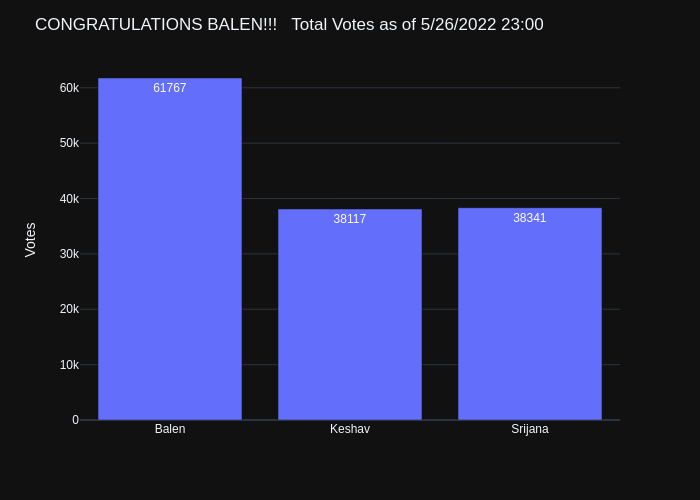 CONGRATULATIONS BALEN!!!   Total Votes as of 5/26/2022 23:00
61767
60k
50k
40k
38117
38341
Votes
30k
20k
10k
0
Balen
Keshav
Srijana